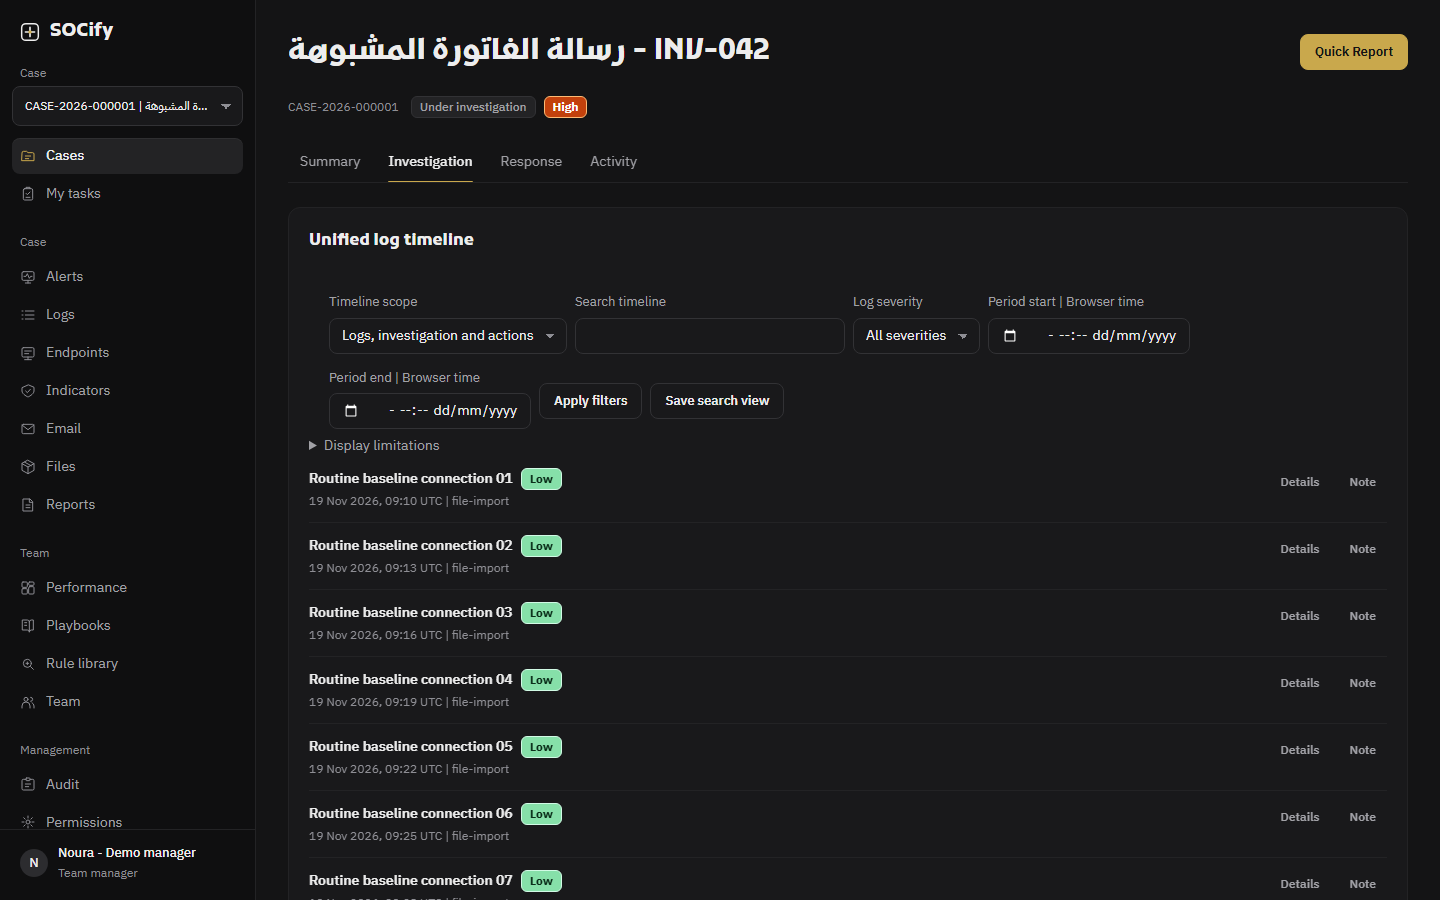 SOCify
Case
CASE-2026-000001 | ة المشبوهة...
Cases
My tasks
Case
Alerts
Logs
Endpoints
Indicators
Email
Files
Reports
Team
Performance
Playbooks
Rule library
Team
Management
Audit
Permissions
N
Noura - Demo manager
Team manager
رسالة الفاتورة المشبوهة - INV-042
Quick Report
CASE-2026-000001 Under investigation High
Summary Investigation Response Activity
Unified log timeline
Timeline scope Search timeline Log severity Period start | Browser time
Logs, investigation and actions All severities - --:-- dd/mm/yyyy
Period end | Browser time
- --:-- dd/mm/yyyy Apply filters Save search view
Display limitations
Routine baseline connection 01 Low Details Note
19 Nov 2026, 09:10 UTC | file-import
Routine baseline connection 02 Low Details Note
19 Nov 2026, 09:13 UTC | file-import
Routine baseline connection 03 Low Details Note
19 Nov 2026, 09:16 UTC | file-import
Routine baseline connection 04 Low Details Note
19 Nov 2026, 09:19 UTC | file-import
Routine baseline connection 05 Low Details Note
19 Nov 2026, 09:22 UTC | file-import
Routine baseline connection 06 Low Details Note
19 Nov 2026, 09:25 UTC | file-import
Routine baseline connection 07 Low Details Note